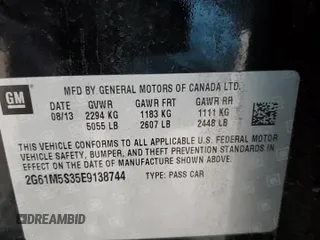 GM
MFD BY GENERAL MOTORS OF CANADA LTD.
08/13 GVWR GAWR FRT GAWR RR
2294 KG 1183 KG 1111 KG
5055 LB 2607 LB 2448 LB
THIS VEHICLE CONFORMS TO ALL APPLICABLE U.S. FEDERAL MOTOR
VEHICLE SAFETY, BUMPER, AND THEFT PREVENTION STANDARDS
IN EFFECT ON THE DATE OF MANUFACTURE SHOWN ABOVE.
2G61M5S35E9138744 TYPE: PASS CAR
AUTOBIDMASTER